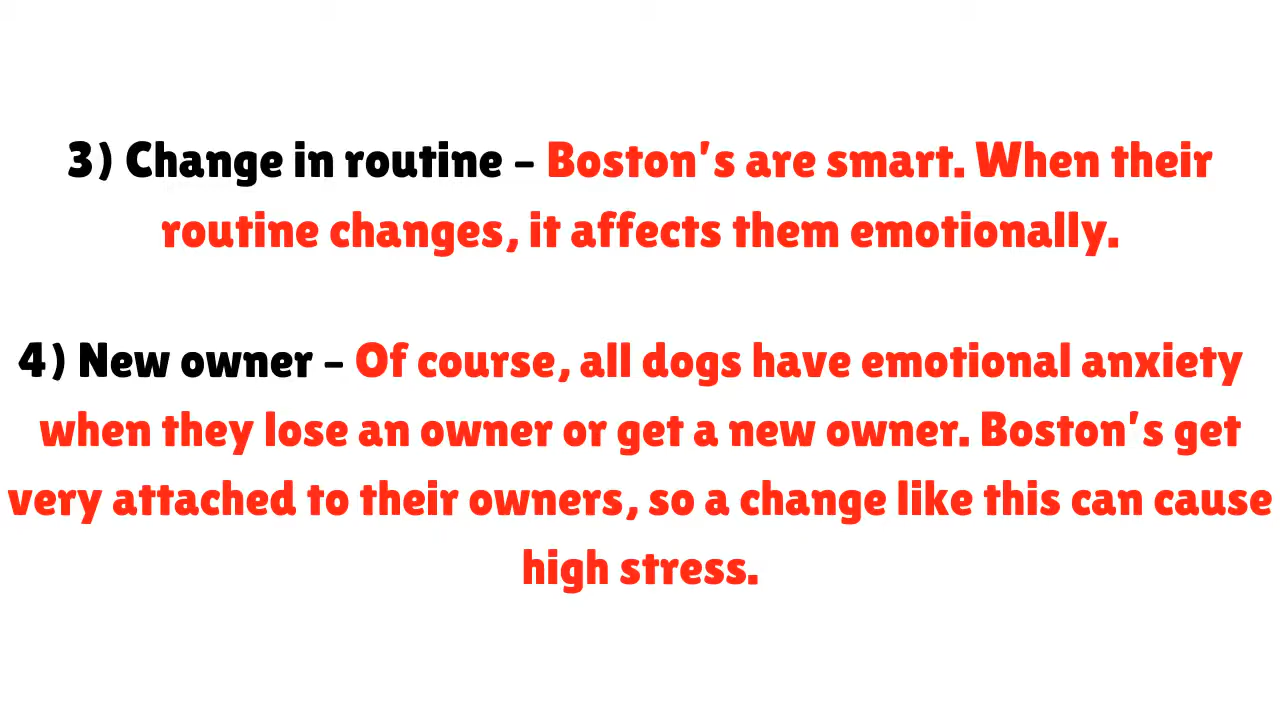 3) Change in routine – Boston's are smart. When their
routine changes, it affects them emotionally.
4) New owner – Of course, all dogs have emotional anxiety
when they lose an owner or get a new owner. Boston's get
very attached to their owners, so a change like this can cause
high stress.